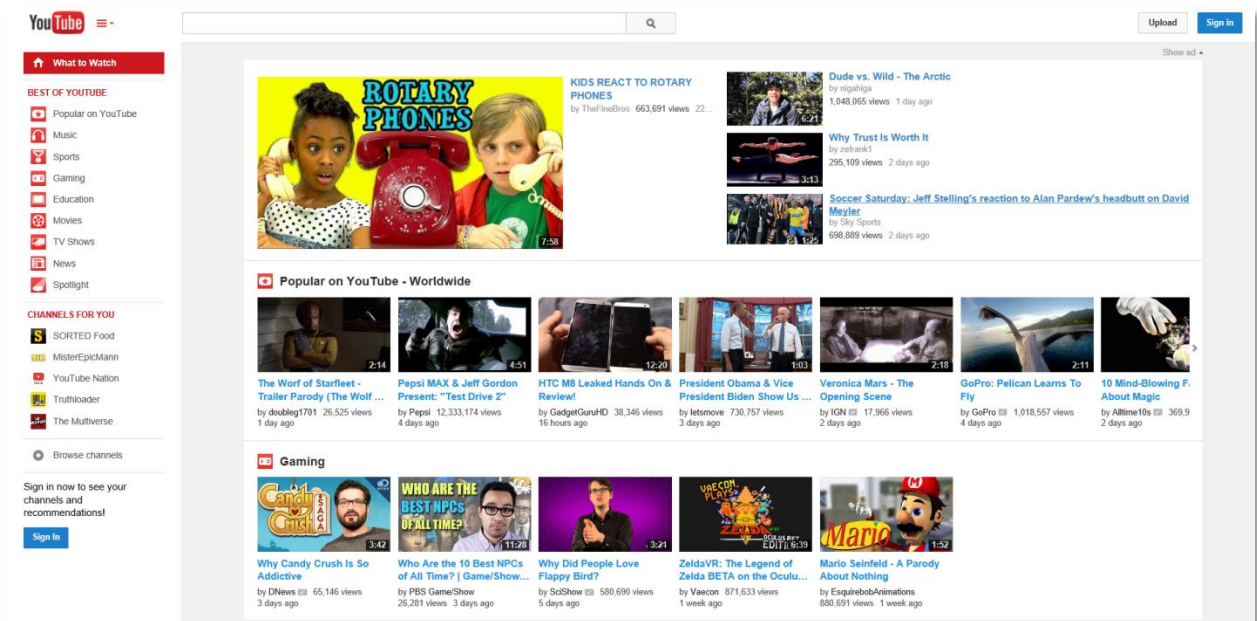 YouTube
Upload
Sign in
Show ad
What to Watch
BEST OF YOUTUBE
Popular on YouTube
Music
Sports
Gaming
Education
Movies
TV Shows
News
Spotlight
CHANNELS FOR YOU
SORTED Food
MisterEpicMann
YouTube Nation
Truthloader
The Multiverse
Browse channels
Sign in now to see your
channels and
recommendations!
Sign In
ROTARY
PHONES
7:58
KIDS REACT TO ROTARY
PHONES
by TheFineBros 663,691 views 22...
6:21
Dude vs. Wild - The Arctic
by nigahiga
1,048,065 views 1 day ago
3:13
Why Trust Is Worth It
by zefrank1
295,109 views 2 days ago
1:25
Soccer Saturday: Jeff Stelling's reaction to Alan Pardew's headbutt on David
Meyler
by Sky Sports
698,889 views 2 days ago
Popular on YouTube - Worldwide
2:14
The Worf of Starfleet -
Trailer Parody (The Wolf ...
by doubleg1701 26,525 views
1 day ago
4:51
Pepsi MAX & Jeff Gordon
Present: "Test Drive 2"
by Pepsi 12,333,174 views
4 days ago
12:20
HTC M8 Leaked Hands On &
Review!
by GadgetGuruHD 38,346 views
16 hours ago
1:03
President Obama & Vice
President Biden Show Us ...
by letsmove 730,757 views
3 days ago
2:18
Veronica Mars - The
Opening Scene
by IGN 17,966 views
2 days ago
2:11
GoPro: Pelican Learns To
Fly
by GoPro 1,018,557 views
4 days ago
10 Mind-Blowing F
About Magic
by Alltime10s 369,9
2 days ago
Gaming
Candy
Crush
SAGA
3:42
Why Candy Crush Is So
Addictive
by DNews 65,146 views
3 days ago
WHO ARE THE
BEST NPCs
OF ALL TIME?
11:28
Who Are the 10 Best NPCs
of All Time? | Game/Show...
by PBS Game/Show
26,281 views 3 days ago
3:21
Why Did People Love
Flappy Bird?
by SciShow 580,690 views
5 days ago
VAECON
PLAYS
ZELDA VR
OCULUS RIFT
EDITI
6:39
ZeldaVR: The Legend of
Zelda BETA on the Oculu...
by Vaecon 871,633 views
1 week ago
Mario
1:52
Mario Seinfeld - A Parody
About Nothing
by EsquirebobAnimations
880,691 views 1 week ago